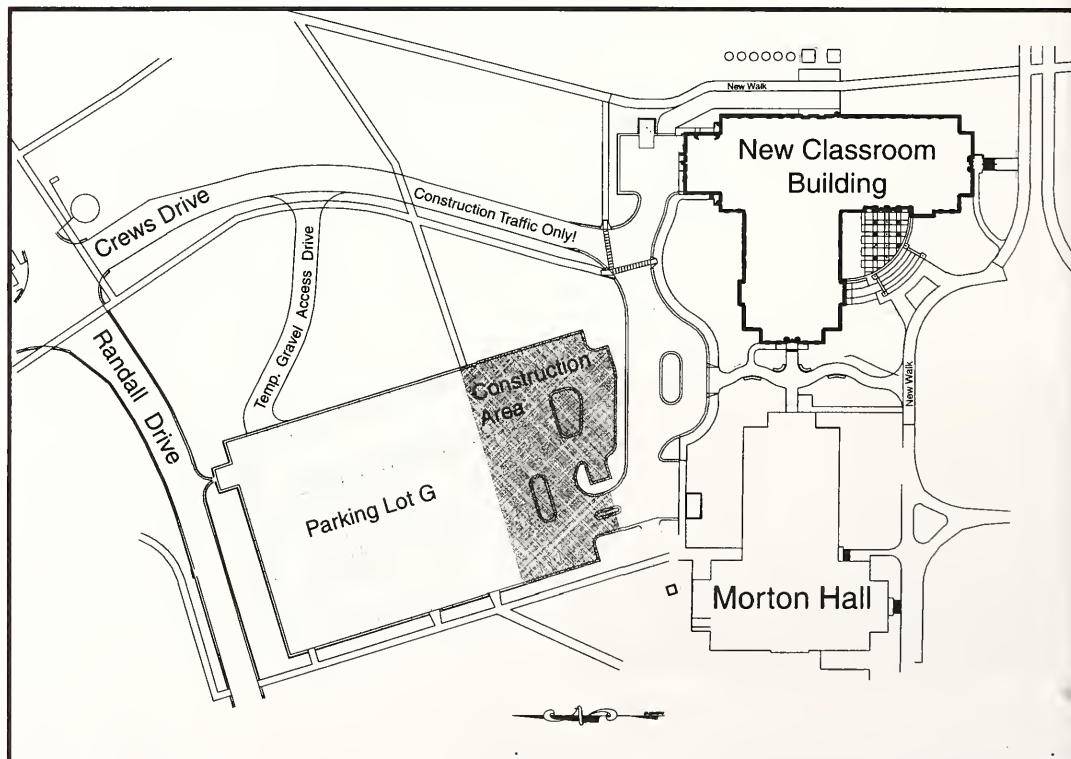 New Walk
New Classroom
Building
Crews Drive
Construction Traffic Only!
Temp. Gravel Access Drive
Randall Drive
Construction
Area
New Walk
Parking Lot G
Morton Hall